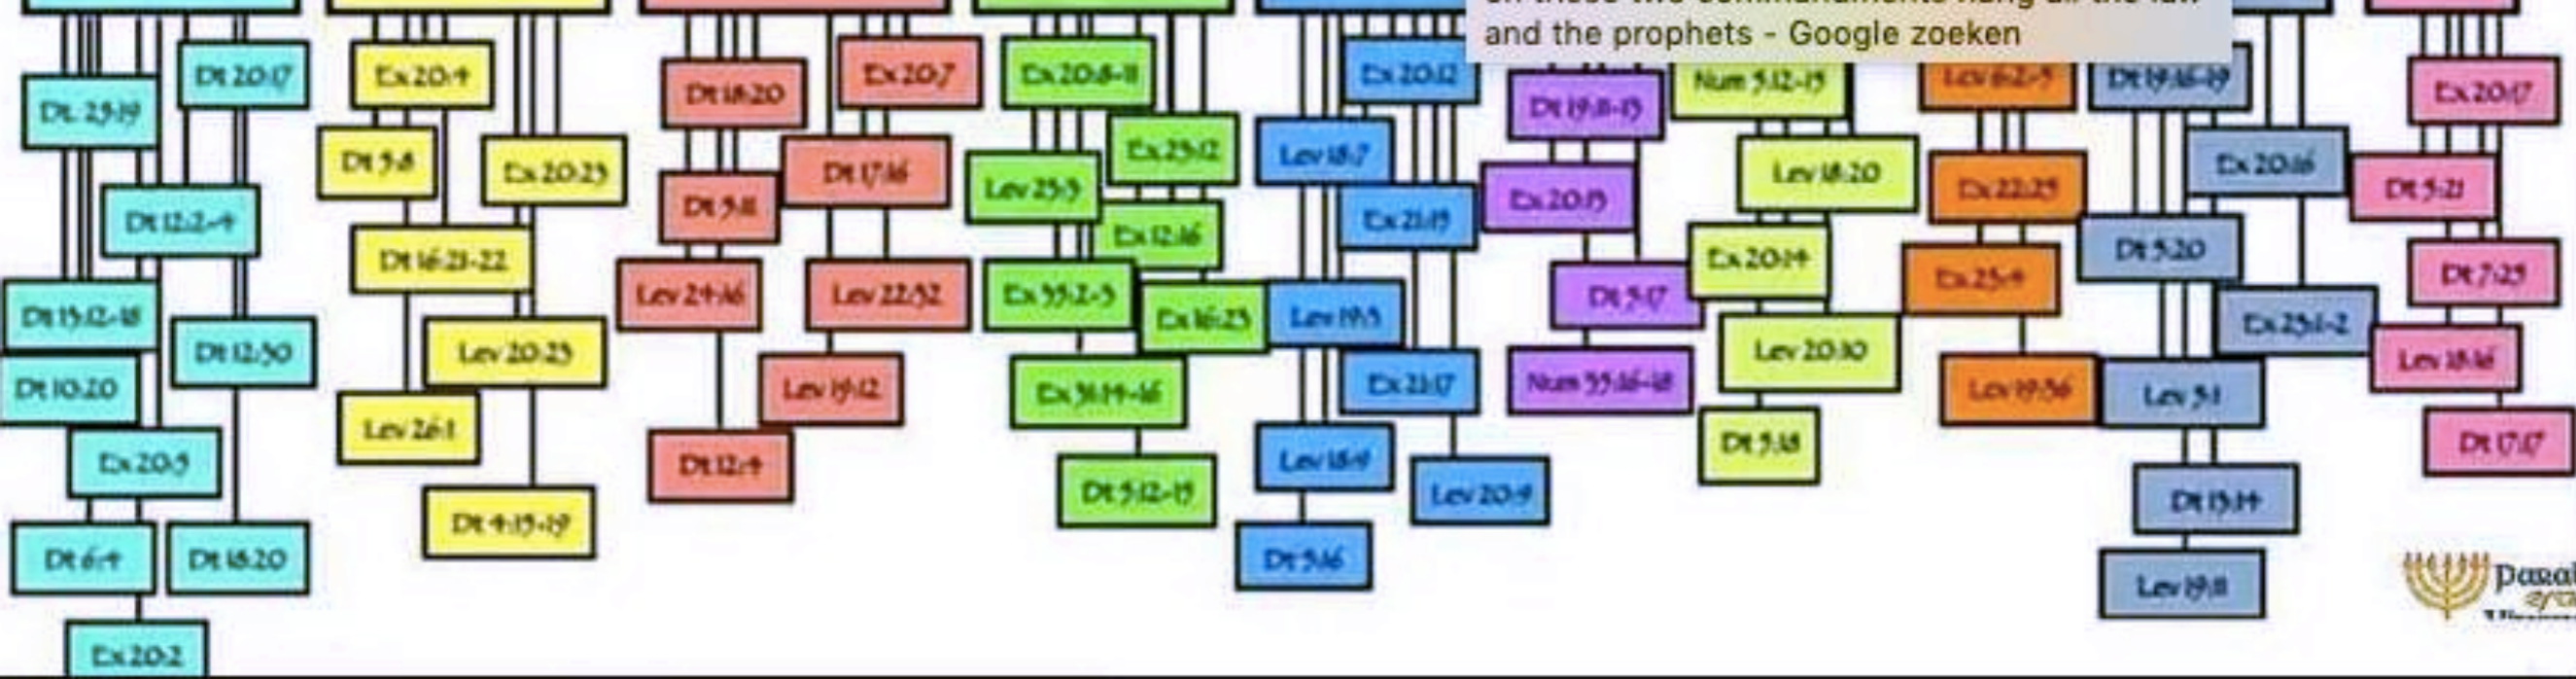 and the prophets - Google zoeken
Dt 20:17
Dt. 23:19
Dt 12:2-4
Dt 13:12-18
Dt 12:30
Dt 10:20
Ex 20:3
Dt 6:4
Dt 18:20
Ex 20:2
Ex 20:4
Dt 5:8
Ex 20:23
Dt 16:21-22
Lev 20:23
Lev 26:1
Dt 4:15-19
Ex 20:7
Dt 18:20
Dt 17:16
Dt 5:11
Lev 24:16
Lev 22:32
Lev 19:12
Dt 12:4
Ex 20:8-11
Ex 23:12
Lev 23:3
Ex 12:16
Ex 35:2-3
Ex 16:23
Ex 31:14-16
Dt 5:12-15
Ex 20:12
Lev 18:7
Ex 21:15
Lev 19:3
Ex 21:17
Lev 18:9
Lev 20:9
Dt 5:16
Dt 19:11-13
Ex 20:13
Dt 5:17
Num 35:16-18
Num 5:12-15
Lev 18:20
Ex 20:14
Lev 20:10
Dt 5:18
Lev 6:2-5
Ex 22:25
Ex 23:4
Lev 19:36
Dt 19:16-19
Ex 20:16
Dt 5:20
Ex 23:1-2
Lev 5:1
Dt 13:14
Lev 19:11
Ex 20:17
Dt 5:21
Dt 7:25
Lev 18:16
Dt 17:17